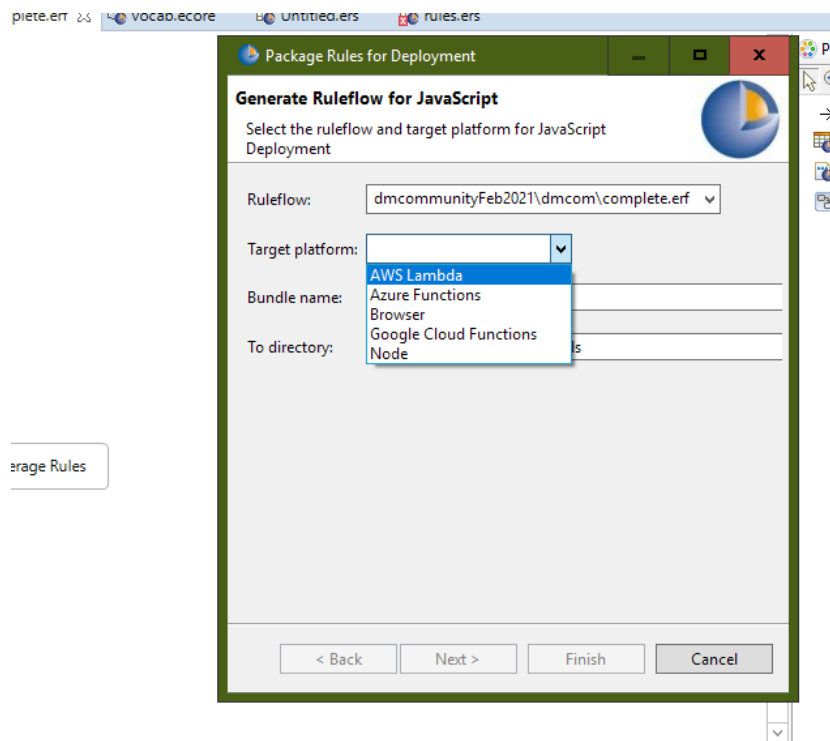 plete.erf vocab.ecore Untitled.ers rules.ers
Package Rules for Deployment
P
Generate Ruleflow for JavaScript
Select the ruleflow and target platform for JavaScript
Deployment
Ruleflow: dmcommunityFeb2021\dmcom\complete.erf
Target platform:
AWS Lambda
Bundle name:
Azure Functions
Browser
Google Cloud Functions
To directory: ls
Node
erage Rules
< Back Next > Finish Cancel